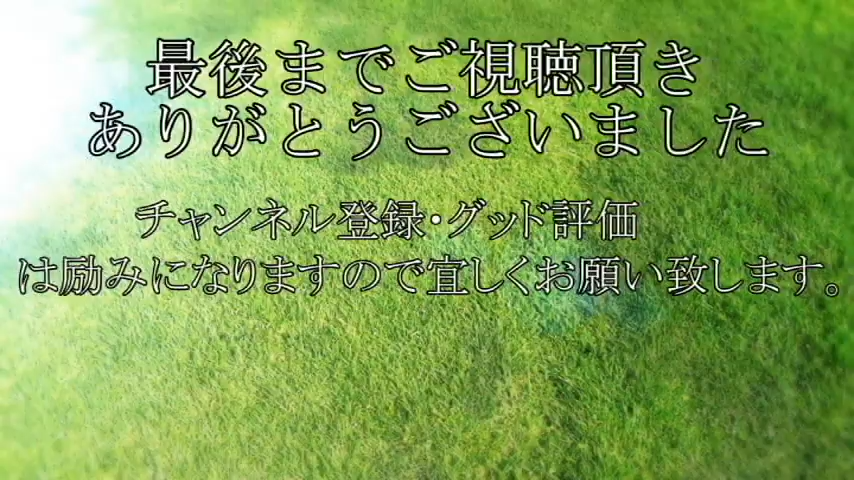 最後までご視聴頂き
ありがとうございました
チャンネル登録・グッド評価
は励みになりますので宜しくお願い致します。